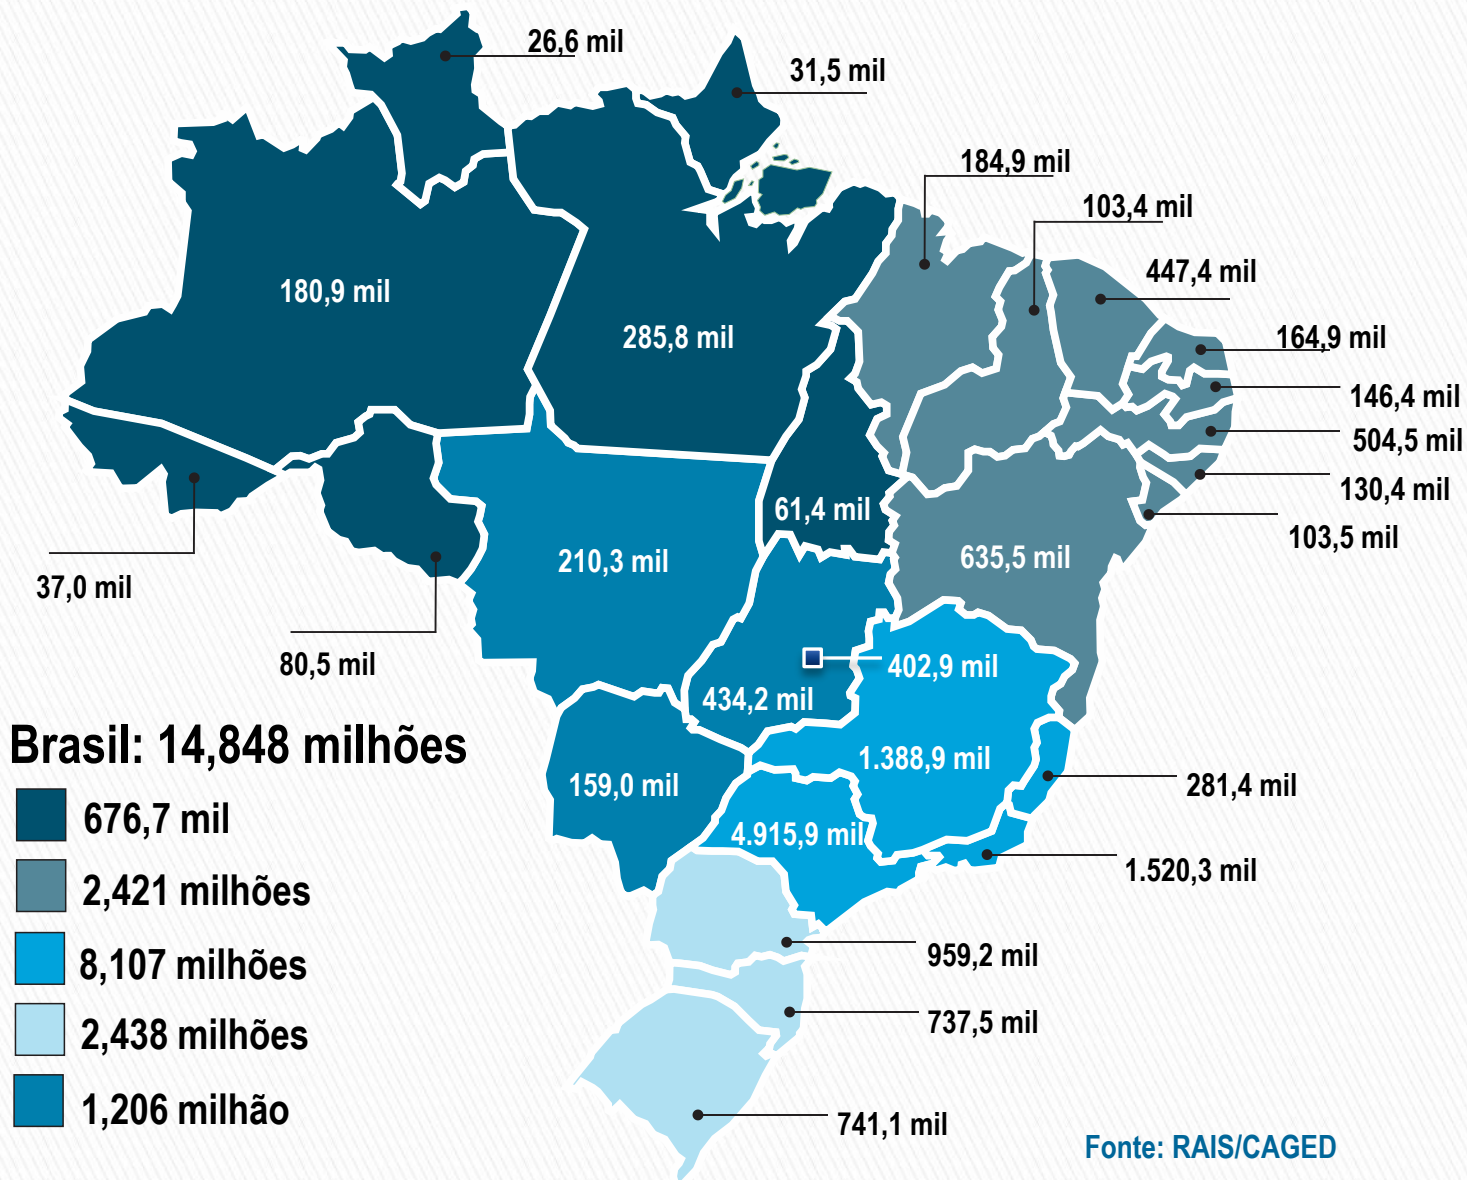 26,6 mil
31,5 mil
184,9 mil
103,4 mil
447,4 mil
180,9 mil
285,8 mil
164,9 mil
146,4 mil
504,5 mil
130,4 mil
61,4 mil
103,5 mil
210,3 mil
635,5 mil
37,0 mil
80,5 mil
402,9 mil
434,2 mil
Brasil: 14,848 milhões
1.388,9 mil
159,0 mil
281,4 mil
676,7 mil
4.915,9 mil
1.520,3 mil
2,421 milhões
959,2 mil
8,107 milhões
737,5 mil
2,438 milhões
1,206 milhão
741,1 mil
Fonte: RAIS/CAGED